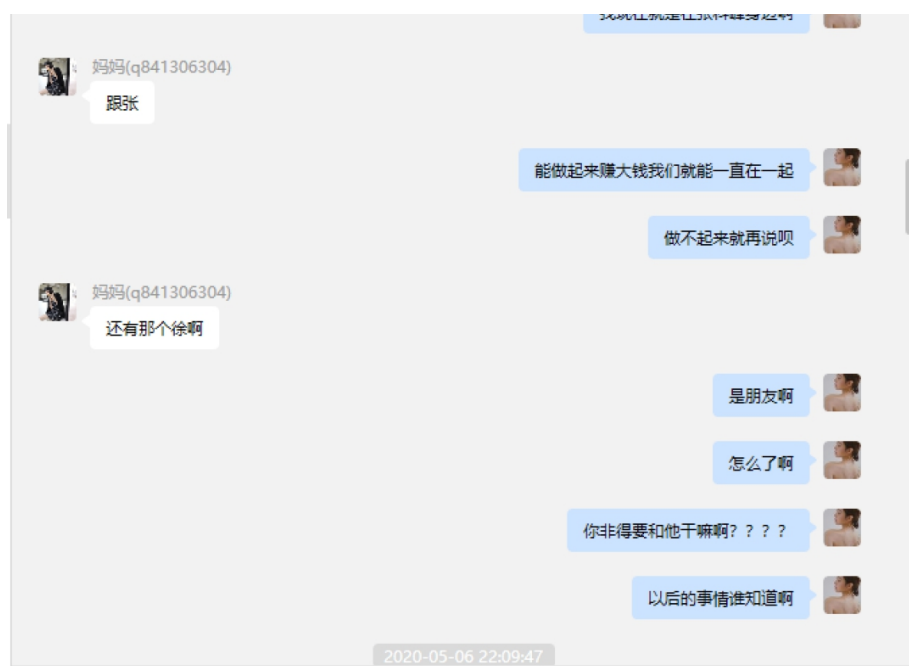 妈妈(q841306304)
跟张
能做起来赚大钱我们就能一直在一起
做不起来就再说呗
妈妈(q841306304)
还有那个徐啊
是朋友啊
怎么了啊
你非得要和他干嘛啊？？？？
以后的事情谁知道啊
2020-05-06 22:09:47